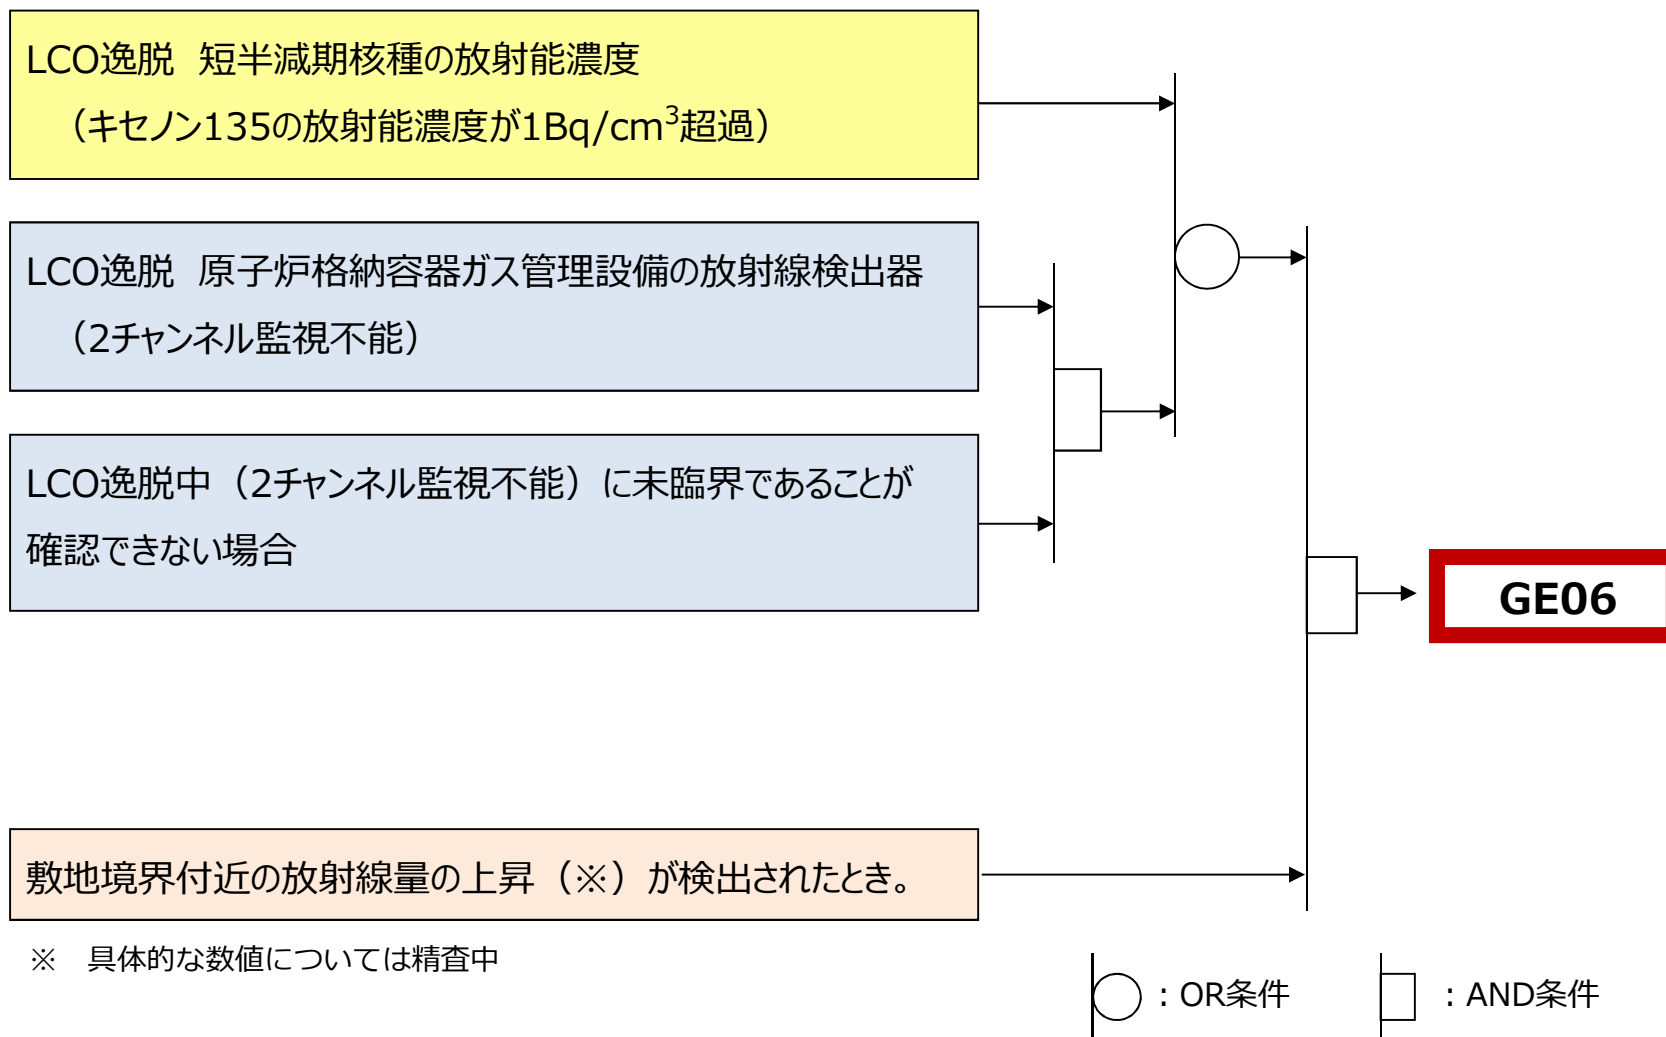 LCO逸脱　短半減期核種の放射能濃度
（キセノン135の放射能濃度が1Bq/cm³超過）
LCO逸脱　原子炉格納容器ガス管理設備の放射線検出器
（2チャンネル監視不能）
LCO逸脱中（2チャンネル監視不能）に未臨界であることが
確認できない場合
GE06
敷地境界付近の放射線量の上昇（※）が検出されたとき。
※　具体的な数値については精査中
：OR条件
：AND条件